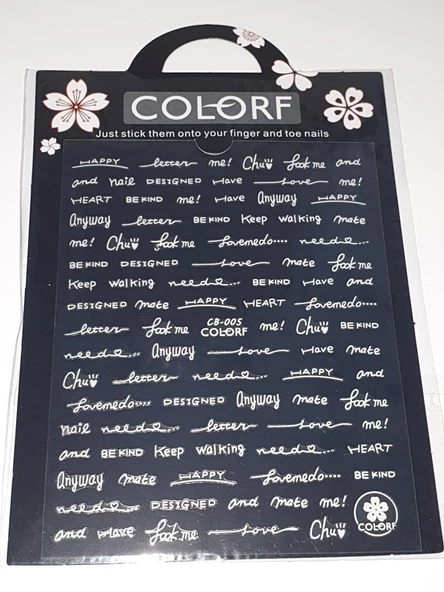 COLORF
Just stick them onto your finger and toe nails
HAPPY letter me! Chu look me and
and nail DESIGNED Have Love me!
HEART BE KIND me! Have Anyway HAPPY
Anyway letter BE KIND Keep walking mate
me! Chu look me Lovemedo.... need...
BE KIND DESIGNED Love mate look me
Keep walking need... BE KIND Have and
DESIGNED mate HAPPY HEART Lovemedo....
letter look me CB-005 COLORF me! Chu BE KIND
need... Anyway Love Have mate
Chu letter need... HAPPY and
Lovemedo.... DESIGNED Anyway mate look me
nail need... letter Love me!
and BE KIND Keep walking need... HEART
Anyway mate HAPPY Lovemedo.... BE KIND
need... DESIGNED and mate me!
and Have look me Love Chu
COLORF